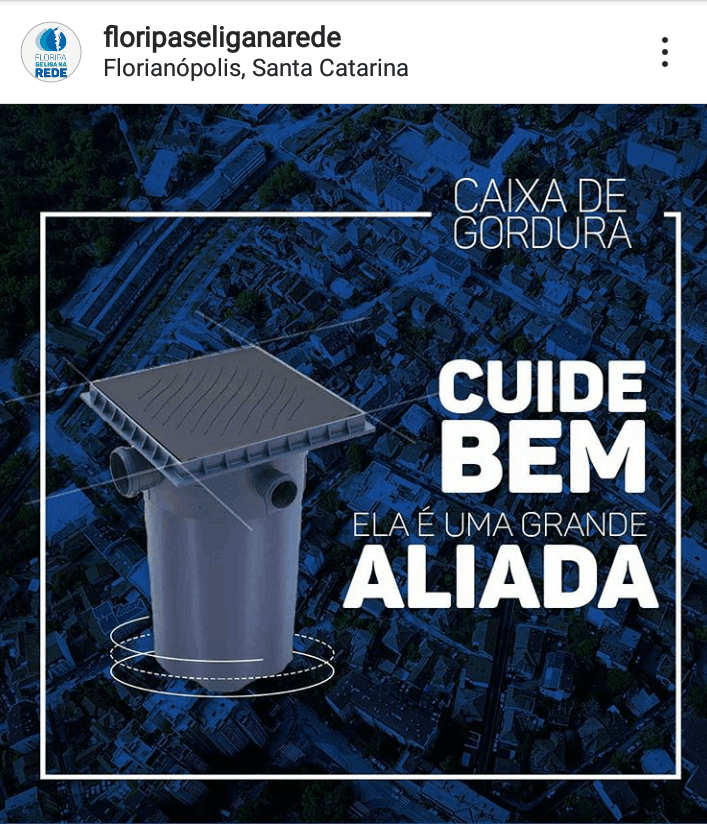 floripaseliganarede
Florianópolis, Santa Catarina
FLORIPA
SE LIGA NA
REDE
CAIXA DE
GORDURA
CUIDE
BEM
ELA É UMA GRANDE
ALIADA